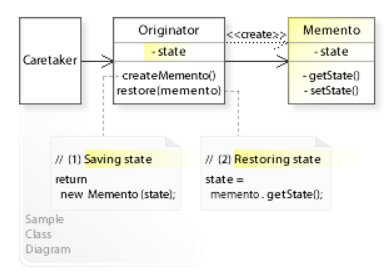 Caretaker
Originator
- state
createMemento()
restore(memento)
<<create>>
Memento
- state
- getState()
- setState()
// (1) Saving state
return
new Memento (state);
// (2) Restoring state
state =
memento . getState();
Sample
Class
Diagram